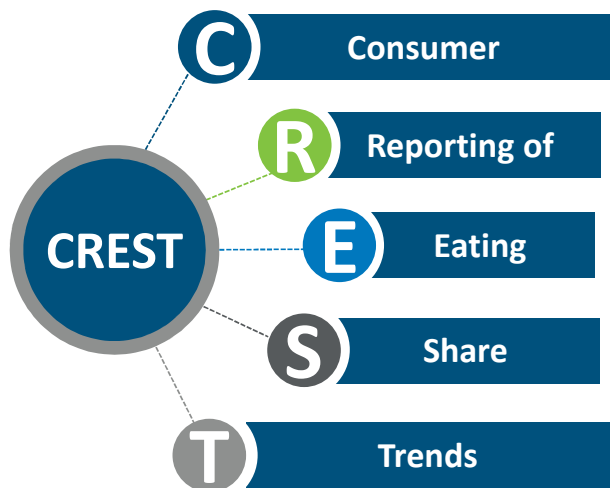 CREST
C
Consumer
R
Reporting of
E
Eating
S
Share
T
Trends